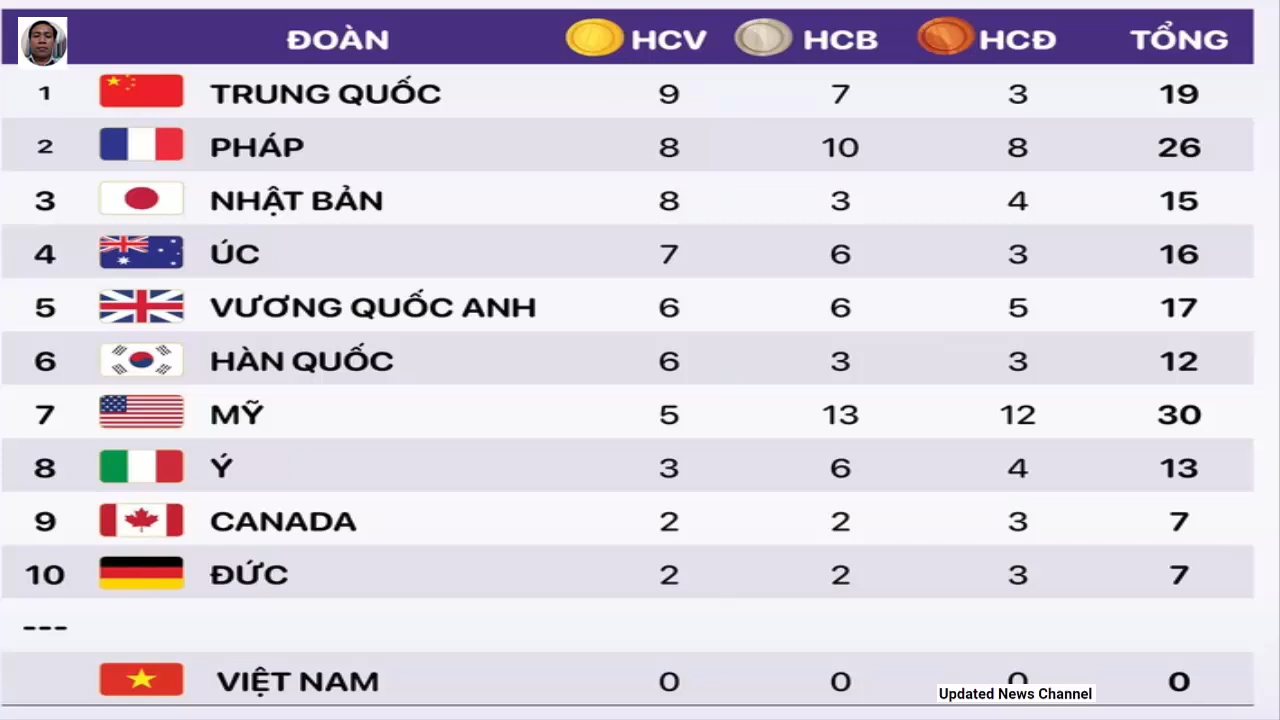 ĐOÀN HCV HCB HCĐ TỔNG
1 TRUNG QUỐC 9 7 3 19
2 PHÁP 8 10 8 26
3 NHẬT BẢN 8 3 4 15
4 ÚC 7 6 3 16
5 VƯƠNG QUỐC ANH 6 6 5 17
6 HÀN QUỐC 6 3 3 12
7 MỸ 5 13 12 30
8 Ý 3 6 4 13
9 CANADA 2 2 3 7
10 ĐỨC 2 2 3 7
---
VIỆT NAM 0 0 0 0
Updated News Channel